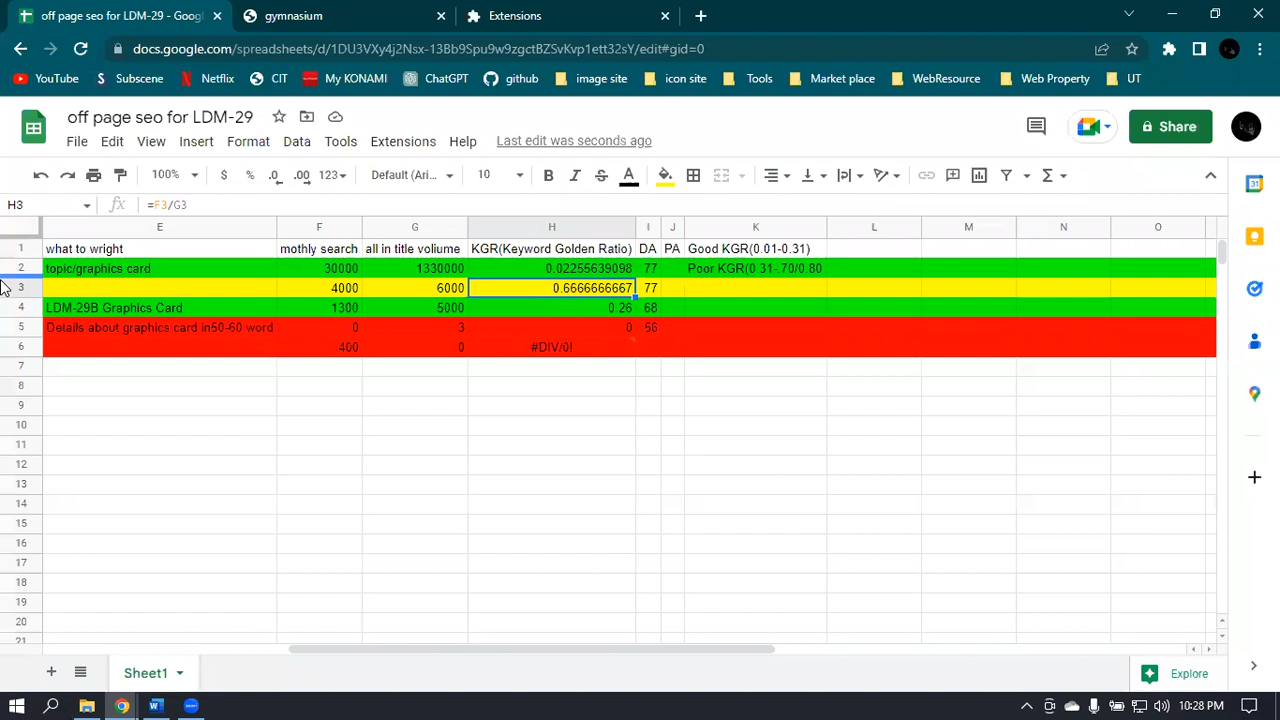 off page seo for LDM-29 - Goog
gymnasium
Extensions
docs.google.com/spreadsheets/d/1DU3VXy4j2Nsx-13Bb9Spu9w9zgctBZSvKvp1ett32sY/edit#gid=0
YouTube Subscene Netflix CIT My KONAMI ChatGPT github image site icon site Tools Market place WebResource Web Property UT
off page seo for LDM-29
File Edit View Insert Format Data Tools Extensions Help Last edit was seconds ago
Share
100% $ % .0 .00 123 Default (Ari... 10 B I S A
H3 fx =F3/G3
E F G H I J K L M N O
1 what to wright mothly search all in title voliume KGR(Keyword Golden Ratio) DA PA Good KGR(0.01-0.31)
2 topic/graphics card 30000 1330000 0.02255639098 77 Poor KGR(0.31-.70/0.80
3 4000 6000 0.6666666667 77
4 LDM-29B Graphics Card 1300 5000 0.26 68
5 Details about graphics card in50-60 word 0 3 0 56
6 400 0 #DIV/0!
7
8
9
10
11
12
13
14
15
16
17
18
19
20
21
Sheet1
Explore
10:28 PM